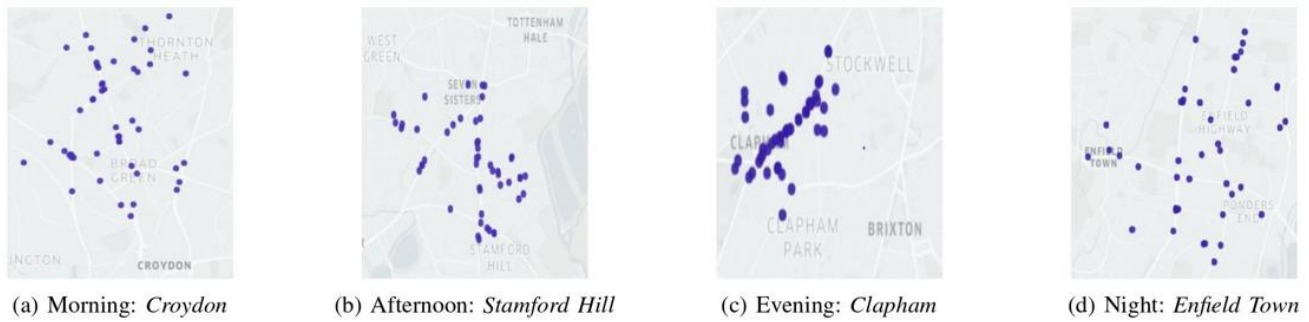 THORNTON
HEATH
BROAD
GREEN
INGTON
CROYDON
TOTTENHAM
HALE
WEST
GREEN
SEVEN
SISTERS
STAMFORD
HILL
STOCKWELL
CLAPHAM
CLAPHAM
PARK
BRIXTON
ENFIELD
HIGHWAY
ENFIELD
TOWN
PONDERS
END
(a) Morning: Croydon
(b) Afternoon: Stamford Hill
(c) Evening: Clapham
(d) Night: Enfield Town